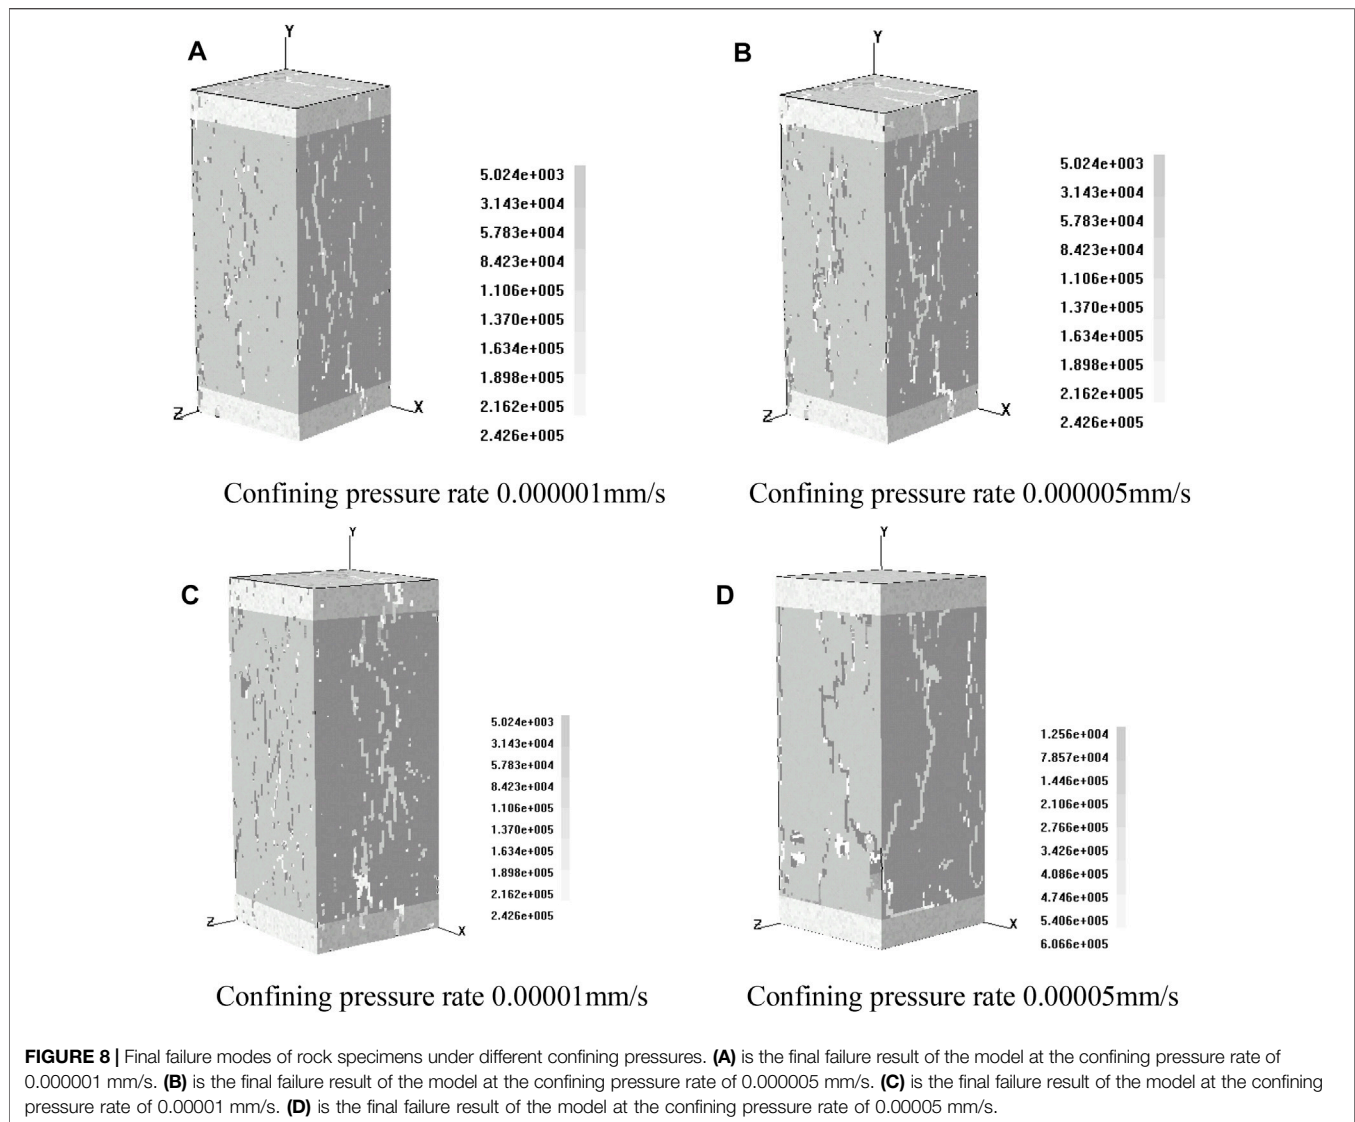 A
Y
Z
X
5.024e+003
3.143e+004
5.783e+004
8.423e+004
1.106e+005
1.370e+005
1.634e+005
1.898e+005
2.162e+005
2.426e+005
Confining pressure rate 0.000001mm/s
B
Y
Z
X
5.024e+003
3.143e+004
5.783e+004
8.423e+004
1.106e+005
1.370e+005
1.634e+005
1.898e+005
2.162e+005
2.426e+005
Confining pressure rate 0.000005mm/s
C
Y
Z
X
5.024e+003
3.143e+004
5.783e+004
8.423e+004
1.106e+005
1.370e+005
1.634e+005
1.898e+005
2.162e+005
2.426e+005
Confining pressure rate 0.00001mm/s
D
Y
Z
X
1.256e+004
7.857e+004
1.446e+005
2.106e+005
2.766e+005
3.426e+005
4.086e+005
4.746e+005
5.406e+005
6.066e+005
Confining pressure rate 0.00005mm/s
FIGURE 8 | Final failure modes of rock specimens under different confining pressures. (A) is the final failure result of the model at the confining pressure rate of
0.000001 mm/s. (B) is the final failure result of the model at the confining pressure rate of 0.000005 mm/s. (C) is the final failure result of the model at the confining
pressure rate of 0.00001 mm/s. (D) is the final failure result of the model at the confining pressure rate of 0.00005 mm/s.